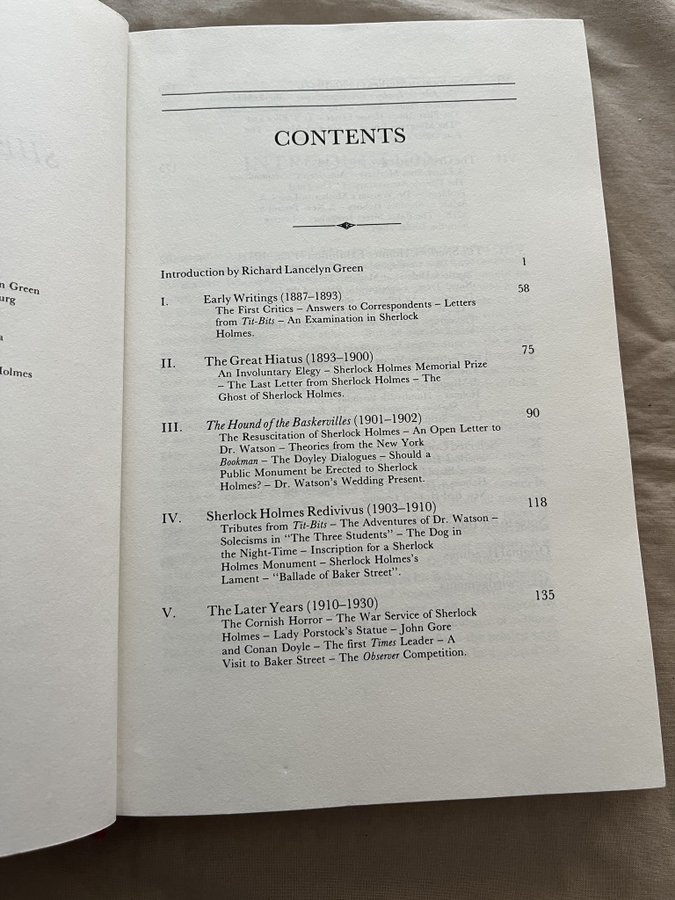 n Green
urg
a
Holmes
CONTENTS
Introduction by Richard Lancelyn Green 1
I. Early Writings (1887–1893) 58
The First Critics – Answers to Correspondents – Letters
from Tit-Bits – An Examination in Sherlock
Holmes.
II. The Great Hiatus (1893–1900) 75
An Involuntary Elegy – Sherlock Holmes Memorial Prize
– The Last Letter from Sherlock Holmes – The
Ghost of Sherlock Holmes.
III. The Hound of the Baskervilles (1901–1902) 90
The Resuscitation of Sherlock Holmes – An Open Letter to
Dr. Watson – Theories from the New York
Bookman – The Doyley Dialogues – Should a
Public Monument be Erected to Sherlock
Holmes? – Dr. Watson's Wedding Present.
IV. Sherlock Holmes Redivivus (1903–1910) 118
Tributes from Tit-Bits – The Adventures of Dr. Watson –
Solecisms in "The Three Students" – The Dog in
the Night-Time – Inscription for a Sherlock
Holmes Monument – Sherlock Holmes's
Lament – "Ballade of Baker Street".
V. The Later Years (1910–1930) 135
The Cornish Horror – The War Service of Sherlock
Holmes – Lady Porstock's Statue – John Gore
and Conan Doyle – The first Times Leader – A
Visit to Baker Street – The Observer Competition.